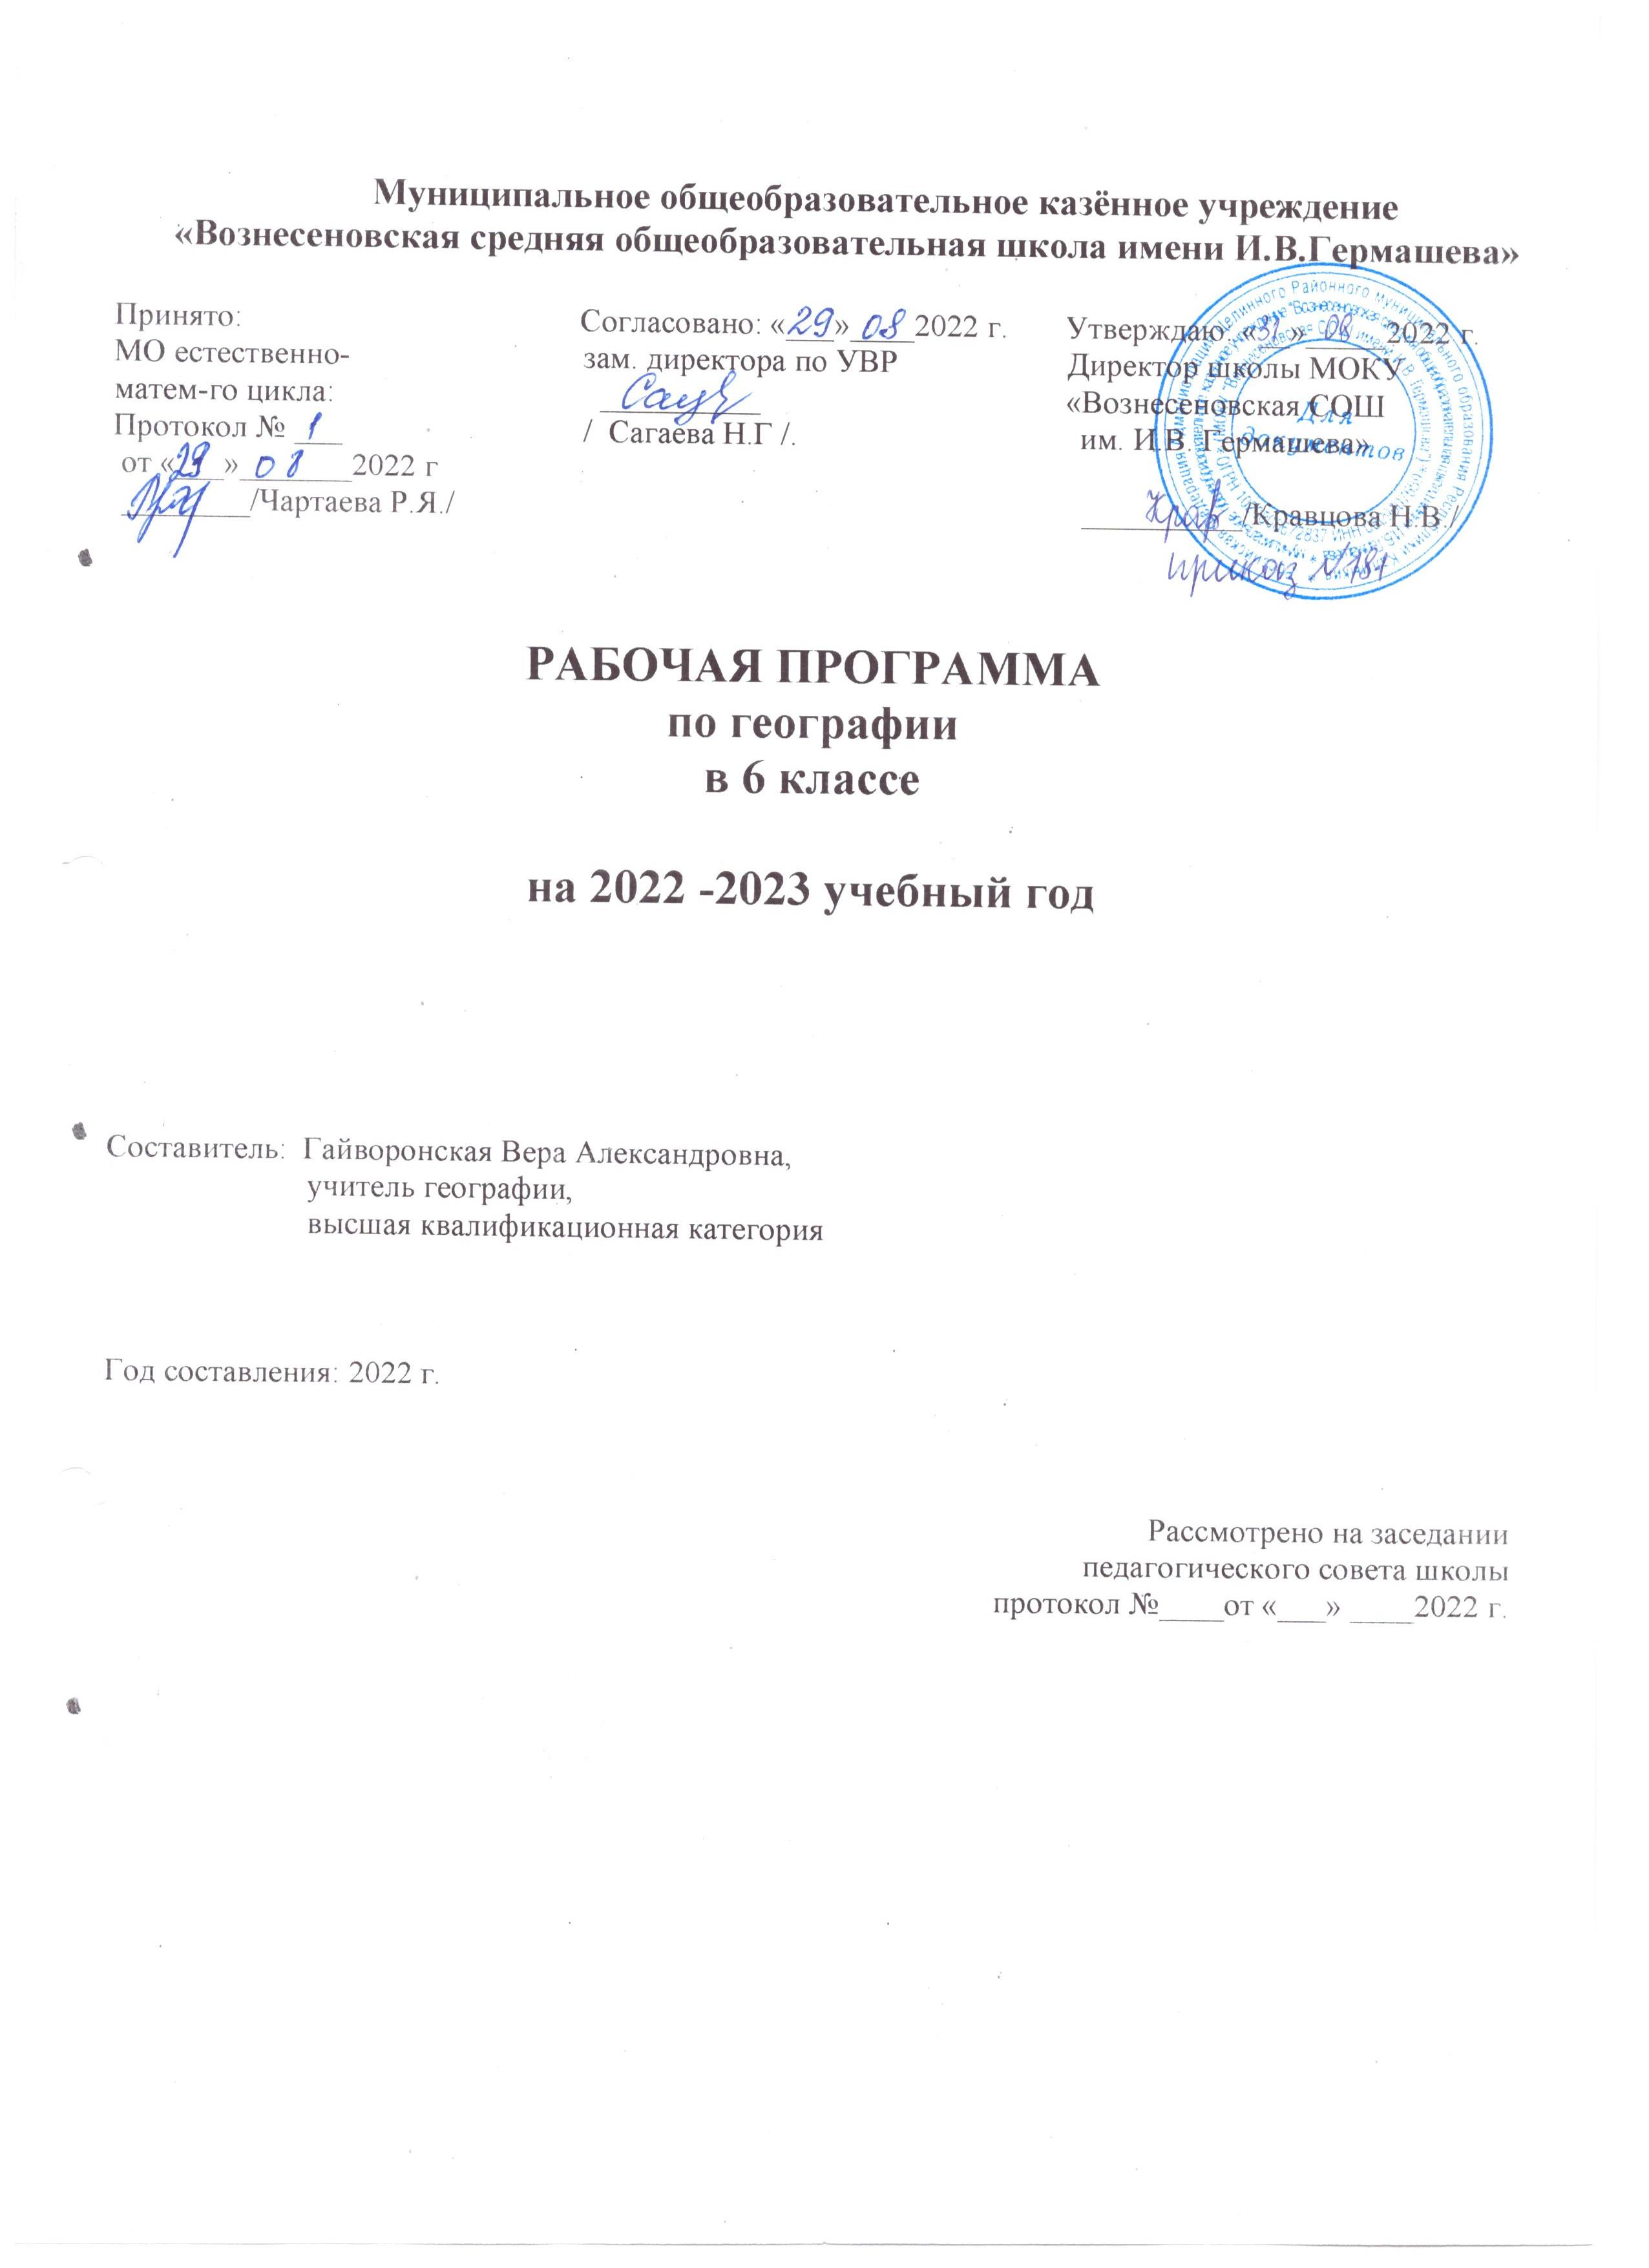 Муниципальное общеобразовательное казённое учреждение
«Вознесеновская средняя общеобразовательная школа имени И.В.Гермашева»
Принято:
МО естественно-
матем-го цикла:
Протокол № 1
от «29» 08 2022 г
/Чартаева Р.Я./
Согласовано: «29» 08 2022 г.
зам. директора по УВР
/ Сагаева Н.Г /.
Утверждаю: «31» 08 2022 г.
Директор школы МОКУ
«Вознесеновская СОШ
им. И.В. Гермашева»
/Кравцова Н.В./
приказ №
Для
документов
РАБОЧАЯ ПРОГРАММА
по географии
в 6 классе
на 2022 -2023 учебный год
Составитель: Гайворонская Вера Александровна,
учитель географии,
высшая квалификационная категория
Год составления: 2022 г.
Рассмотрено на заседании
педагогического совета школы
протокол №____от «___» ____2022 г.